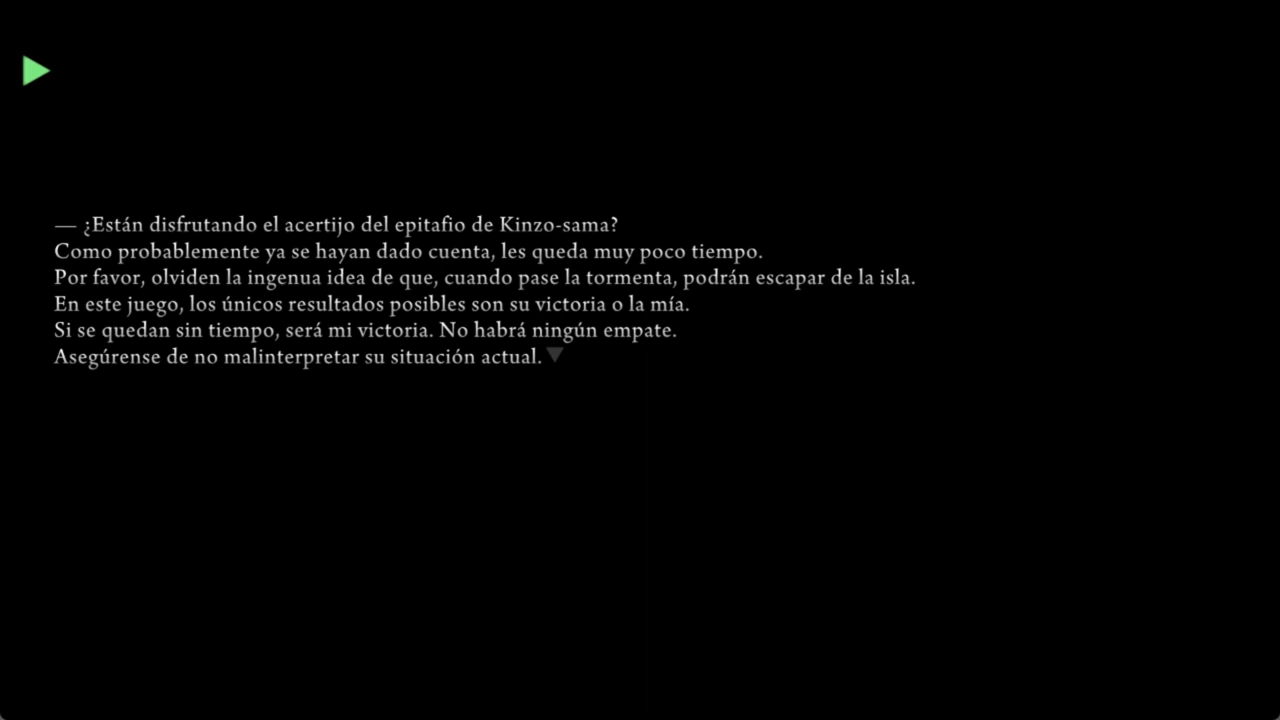 — ¿Están disfrutando el acertijo del epitafio de Kinzo-sama?
Como probablemente ya se hayan dado cuenta, les queda muy poco tiempo.
Por favor, olviden la ingenua idea de que, cuando pase la tormenta, podrán escapar de la isla.
En este juego, los únicos resultados posibles son su victoria o la mía.
Si se quedan sin tiempo, será mi victoria. No habrá ningún empate.
Asegúrense de no malinterpretar su situación actual.